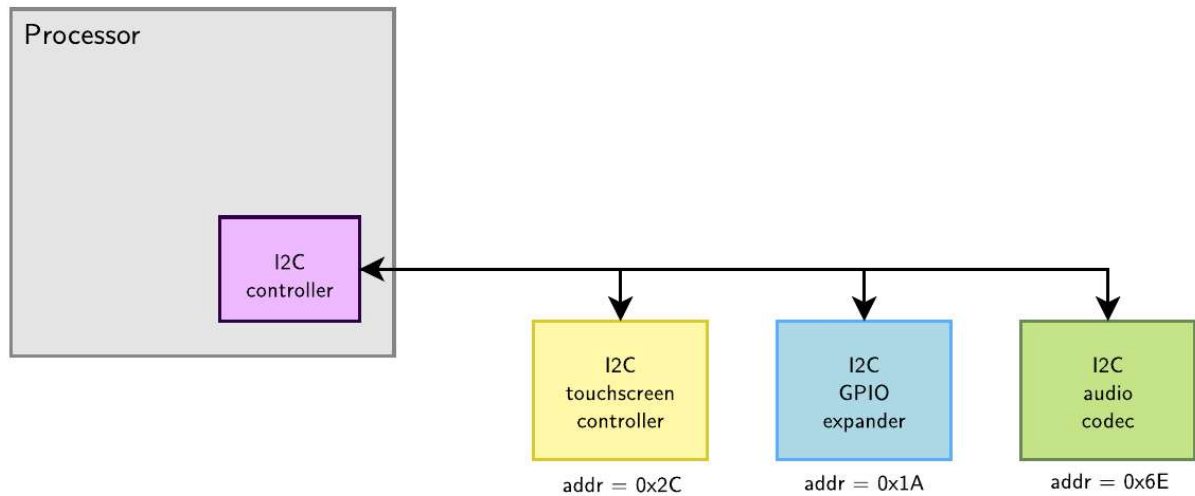 Processor
I2C
controller
I2C
touchscreen
controller
I2C
GPIO
expander
I2C
audio
codec
addr = 0x2C
addr = 0x1A
addr = 0x6E